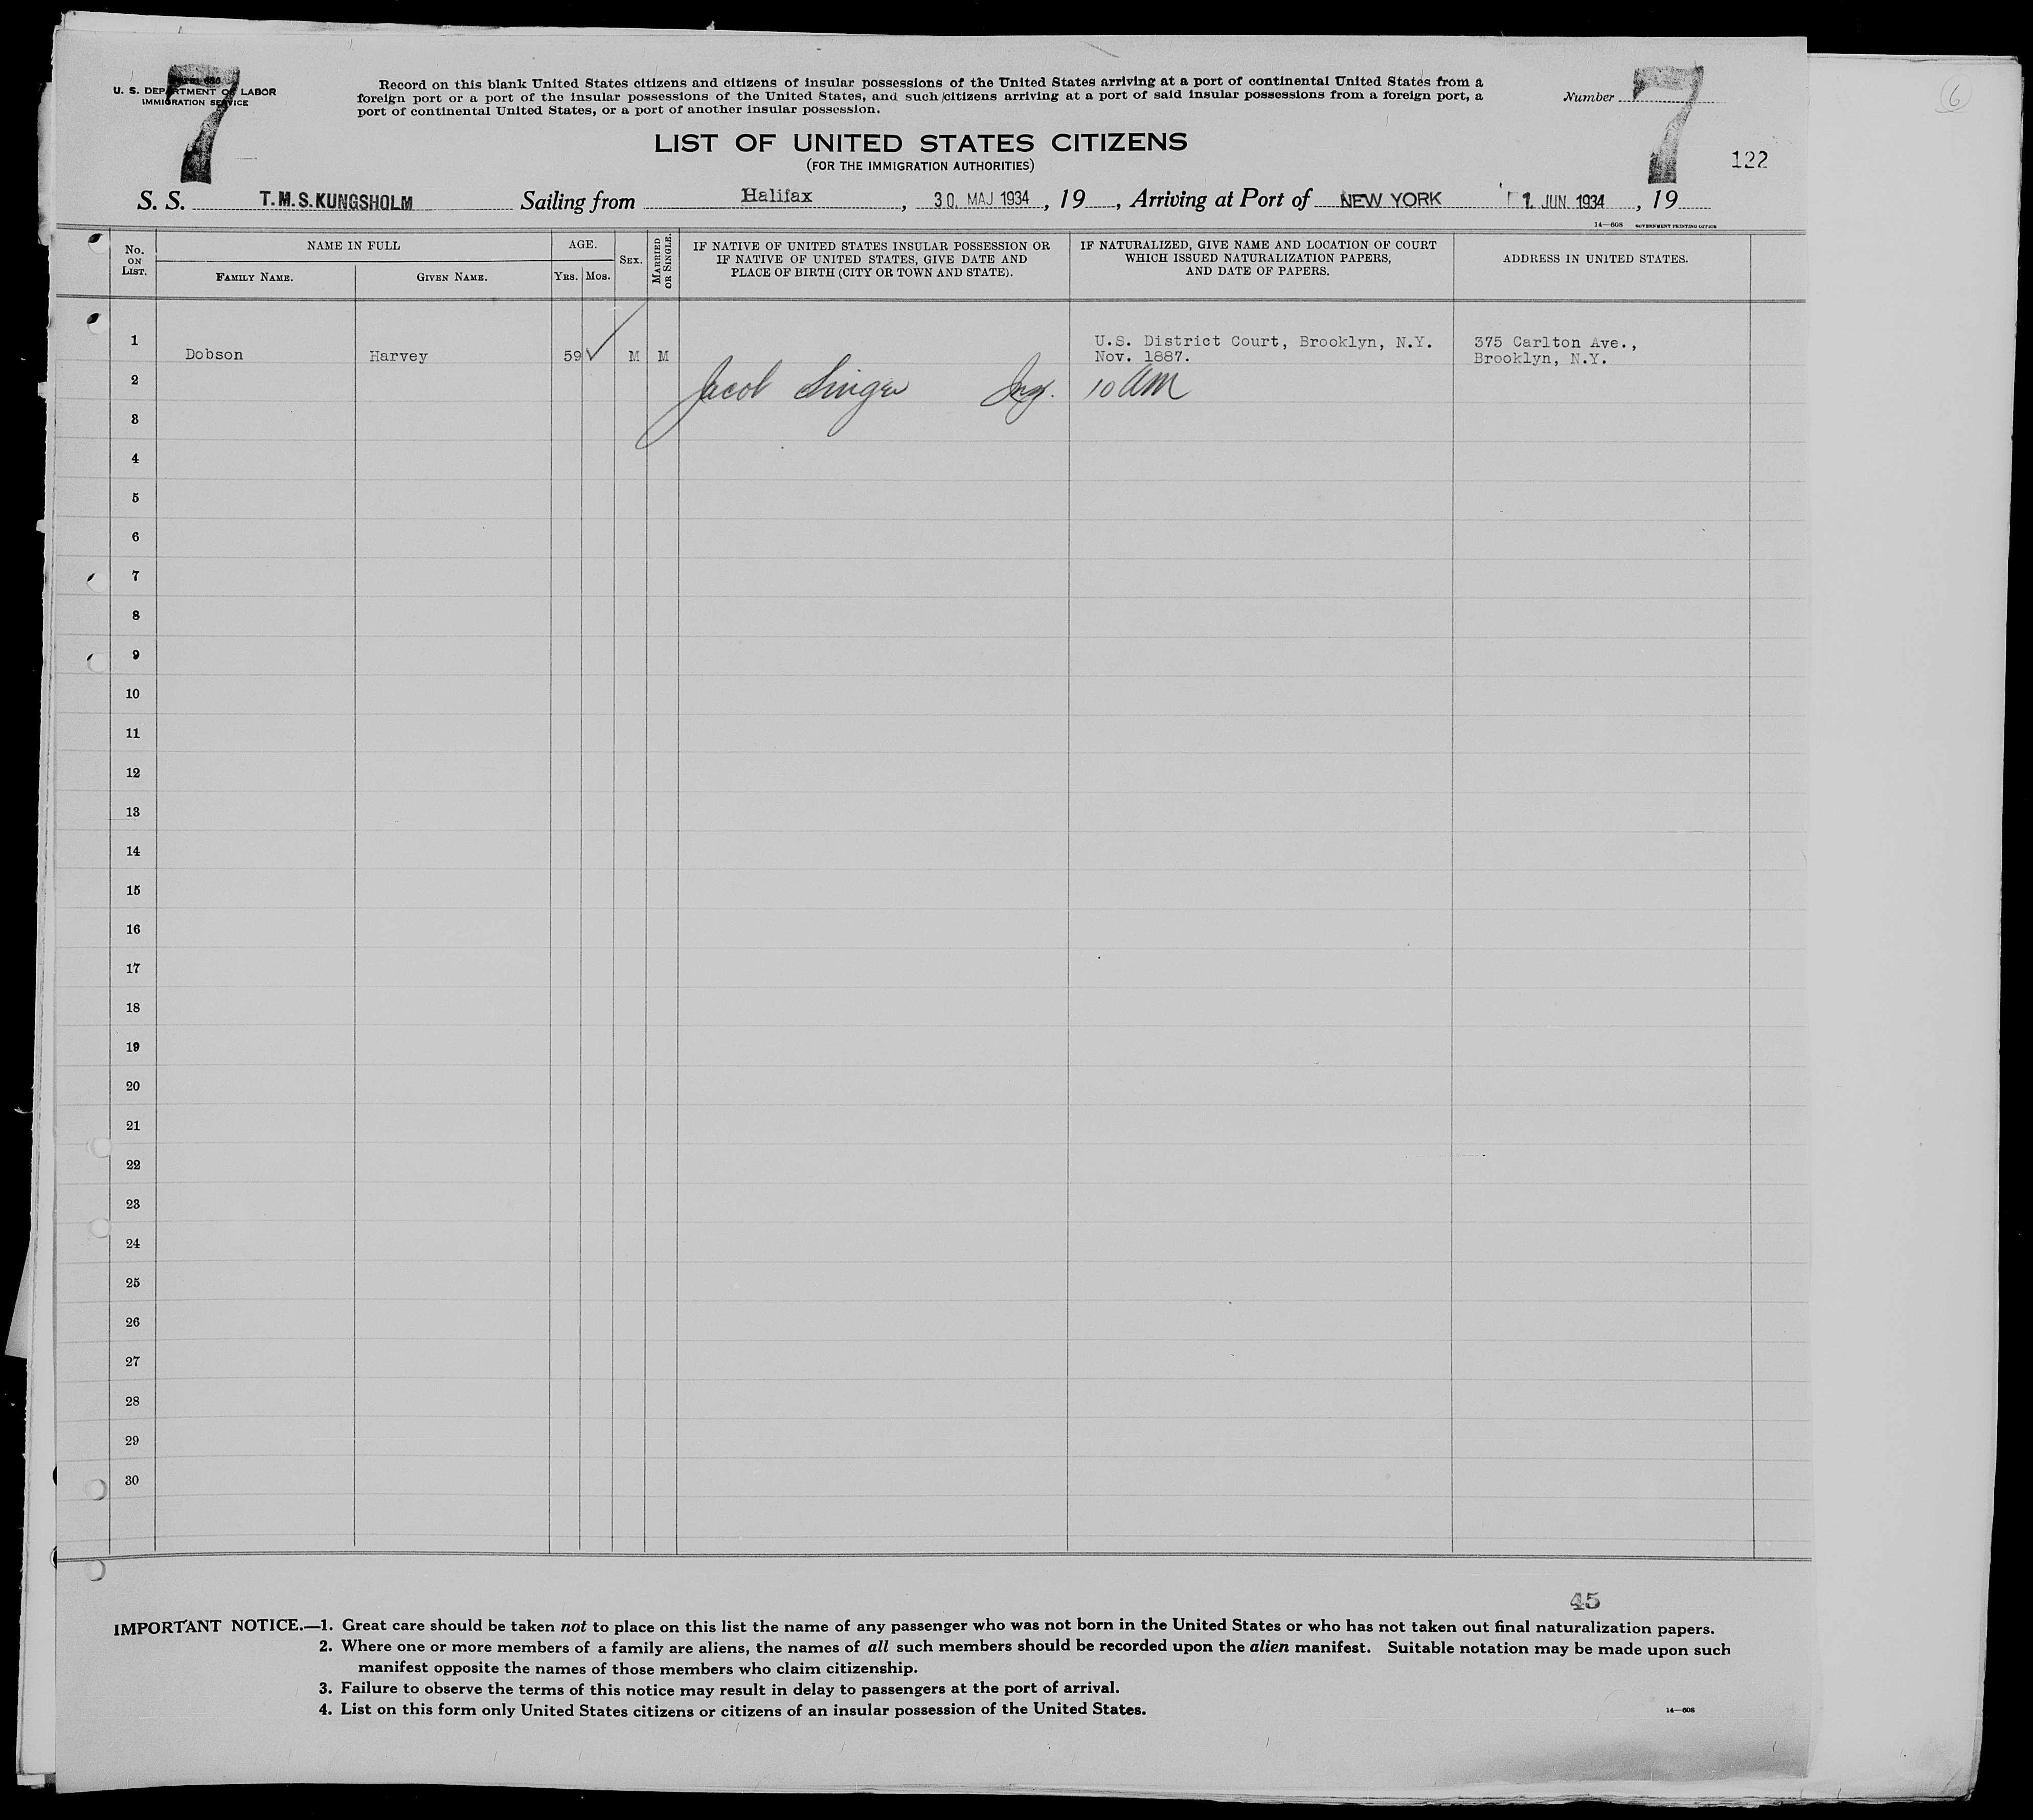 Form 630
U. S. DEPARTMENT OF LABOR
IMMIGRATION SERVICE
7
Record on this blank United States citizens and citizens of insular possessions of the United States arriving at a port of continental United States from a
foreign port or a port of the insular possessions of the United States, and such citizens arriving at a port of said insular possessions from a foreign port, a
port of continental United States, or a port of another insular possession.
Number 7
6
LIST OF UNITED STATES CITIZENS
(FOR THE IMMIGRATION AUTHORITIES)
122
S. S. T.M.S.KUNGSHOLM Sailing from Halifax, 30. MAJ 1934, 19, Arriving at Port of NEW YORK 1. JUN. 1934, 19
14—608 GOVERNMENT PRINTING OFFICE
No. ON LIST.
NAME IN FULL
FAMILY NAME.
GIVEN NAME.
AGE.
YRS.
MOS.
SEX.
MARRIED OR SINGLE.
IF NATIVE OF UNITED STATES INSULAR POSSESSION OR
IF NATIVE OF UNITED STATES, GIVE DATE AND
PLACE OF BIRTH (CITY OR TOWN AND STATE).
IF NATURALIZED, GIVE NAME AND LOCATION OF COURT
WHICH ISSUED NATURALIZATION PAPERS,
AND DATE OF PAPERS.
ADDRESS IN UNITED STATES.
1 Dobson Harvey 59 M M
U.S. District Court, Brooklyn, N.Y.
Nov. 1887.
375 Carlton Ave.,
Brooklyn, N.Y.
2 Jacob Singer Insp. 10 AM
3
4
5
6
7
8
9
10
11
12
13
14
15
16
17
18
19
20
21
22
23
24
25
26
27
28
29
30
45
IMPORTANT NOTICE.—1. Great care should be taken not to place on this list the name of any passenger who was not born in the United States or who has not taken out final naturalization papers.
2. Where one or more members of a family are aliens, the names of all such members should be recorded upon the alien manifest. Suitable notation may be made upon such
manifest opposite the names of those members who claim citizenship.
3. Failure to observe the terms of this notice may result in delay to passengers at the port of arrival.
4. List on this form only United States citizens or citizens of an insular possession of the United States.
14—608